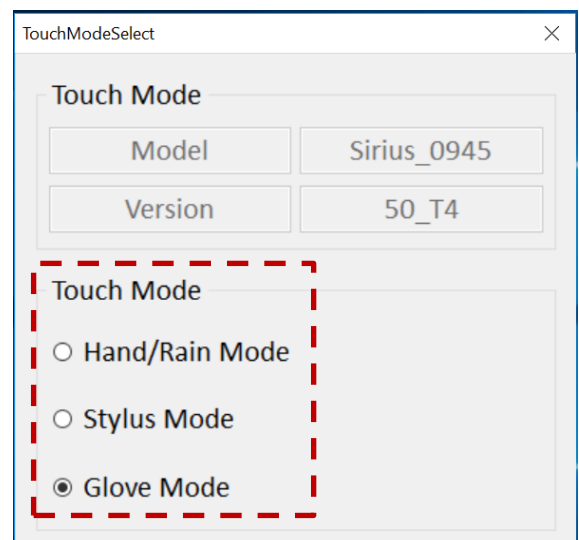 TouchModeSelect
Touch Mode
Model Sirius_0945
Version 50_T4
Touch Mode
Hand/Rain Mode
Stylus Mode
Glove Mode